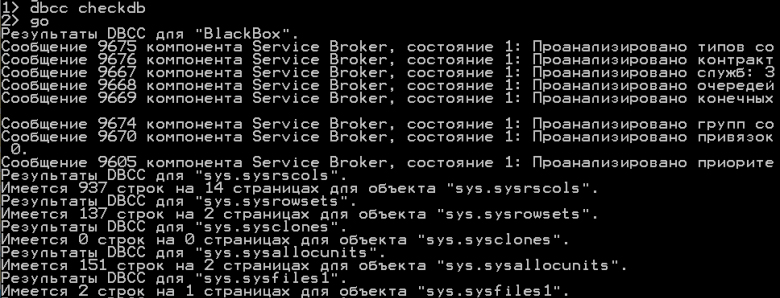 1> dbcc checkdb
2> go
Результаты DBCC для "BlackBox".
Сообщение 9675 компонента Service Broker, состояние 1: Проанализировано типов со
Сообщение 9676 компонента Service Broker, состояние 1: Проанализировано контракт
Сообщение 9667 компонента Service Broker, состояние 1: Проанализировано служб: 3
Сообщение 9668 компонента Service Broker, состояние 1: Проанализировано очередей
Сообщение 9669 компонента Service Broker, состояние 1: Проанализировано конечных
Сообщение 9674 компонента Service Broker, состояние 1: Проанализировано групп со
Сообщение 9670 компонента Service Broker, состояние 1: Проанализировано привязок
0.
Сообщение 9605 компонента Service Broker, состояние 1: Проанализировано приорите
Результаты DBCC для "sys.sysrscols".
Имеется 937 строк на 14 страницах для объекта "sys.sysrscols".
Результаты DBCC для "sys.sysrowsets".
Имеется 137 строк на 2 страницах для объекта "sys.sysrowsets".
Результаты DBCC для "sys.sysclones".
Имеется 0 строк на 0 страницах для объекта "sys.sysclones".
Результаты DBCC для "sys.sysallocunits".
Имеется 151 строк на 2 страницах для объекта "sys.sysallocunits".
Результаты DBCC для "sys.sysfiles1".
Имеется 2 строк на 1 страницах для объекта "sys.sysfiles1".